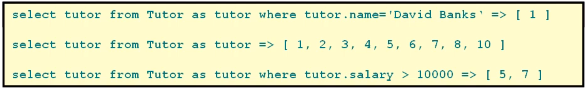 select tutor from Tutor as tutor where tutor.name='David Banks' => [ 1 ]
select tutor from Tutor as tutor => [ 1, 2, 3, 4, 5, 6, 7, 8, 10 ]
select tutor from Tutor as tutor where tutor.salary > 10000 => [ 5, 7 ]